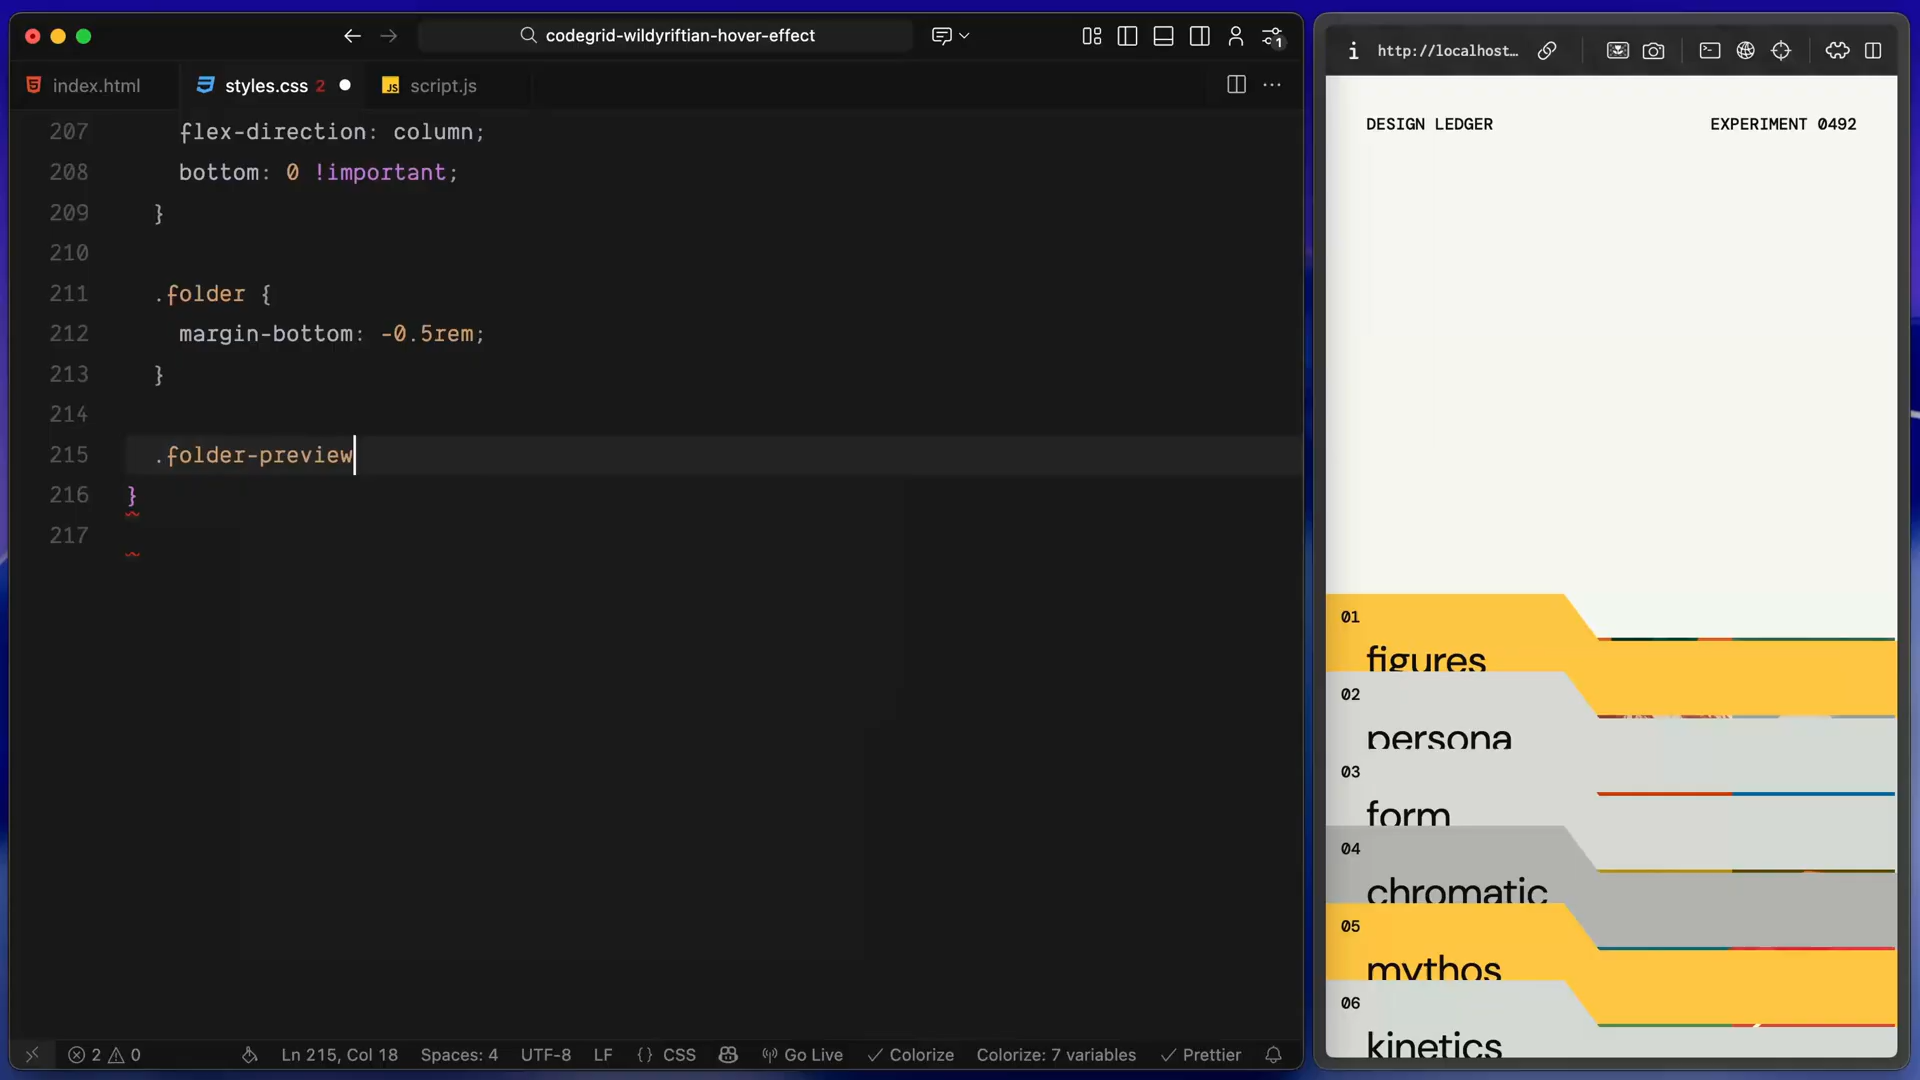 codegrid-wildyriftian-hover-effect
1
index.html
styles.css 2
JS script.js
207 flex-direction: column;
208 bottom: 0 !important;
209 }
210
211 .folder {
212 margin-bottom: -0.5rem;
213 }
214
215 .folder-preview
216 }
217
2 0
Ln 215, Col 18
Spaces: 4
UTF-8
LF
{} CSS
Go Live
Colorize
Colorize: 7 variables
Prettier
http://localhost...
DESIGN LEDGER
EXPERIMENT 0492
01
figures
02
persona
03
form
04
chromatic
05
mythos
06
kinetics